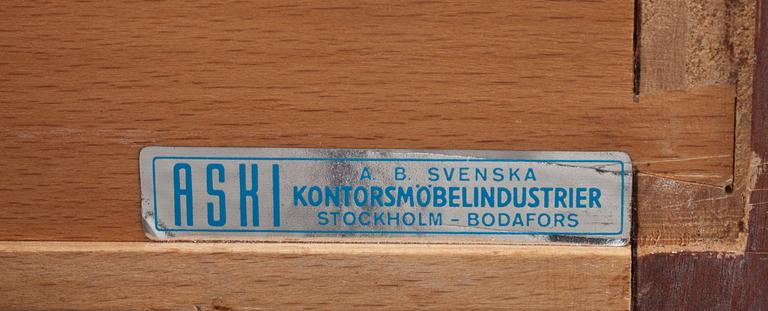 ASKI
A. B. SVENSKA
KONTORSMÖBELINDUSTRIER
STOCKHOLM – BODAFORS